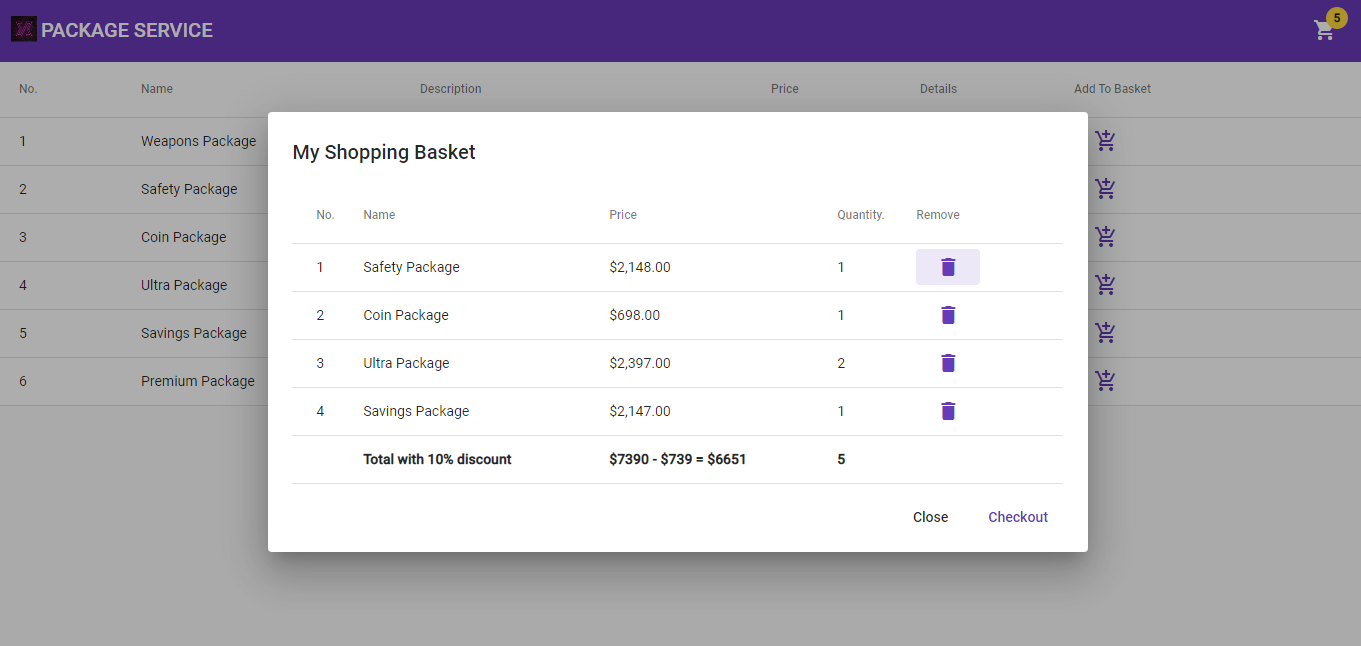 PACKAGE SERVICE
5
No. Name Description Price Details Add To Basket
1 Weapons Package
2 Safety Package
3 Coin Package
4 Ultra Package
5 Savings Package
6 Premium Package
My Shopping Basket
No. Name Price Quantity. Remove
1 Safety Package $2,148.00 1
2 Coin Package $698.00 1
3 Ultra Package $2,397.00 2
4 Savings Package $2,147.00 1
Total with 10% discount $7390 - $739 = $6651 5
Close Checkout